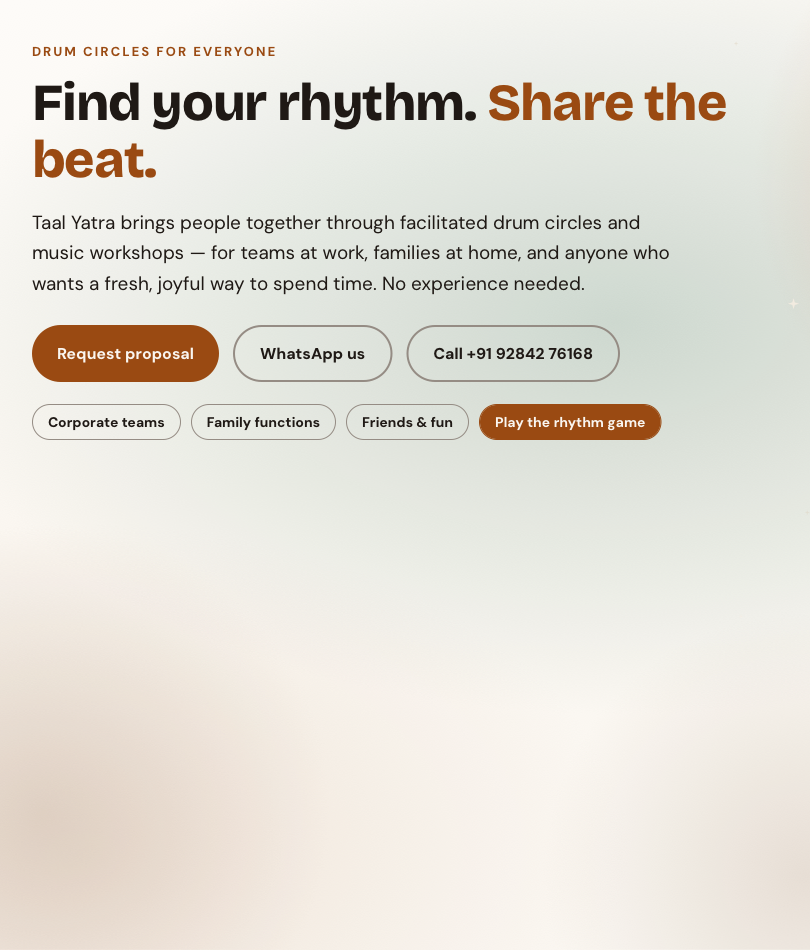 DRUM CIRCLES FOR EVERYONE
Find your rhythm. Share the
beat.
Taal Yatra brings people together through facilitated drum circles and
music workshops — for teams at work, families at home, and anyone who
wants a fresh, joyful way to spend time. No experience needed.
Request proposal
WhatsApp us
Call +91 92842 76168
Corporate teams
Family functions
Friends & fun
Play the rhythm game